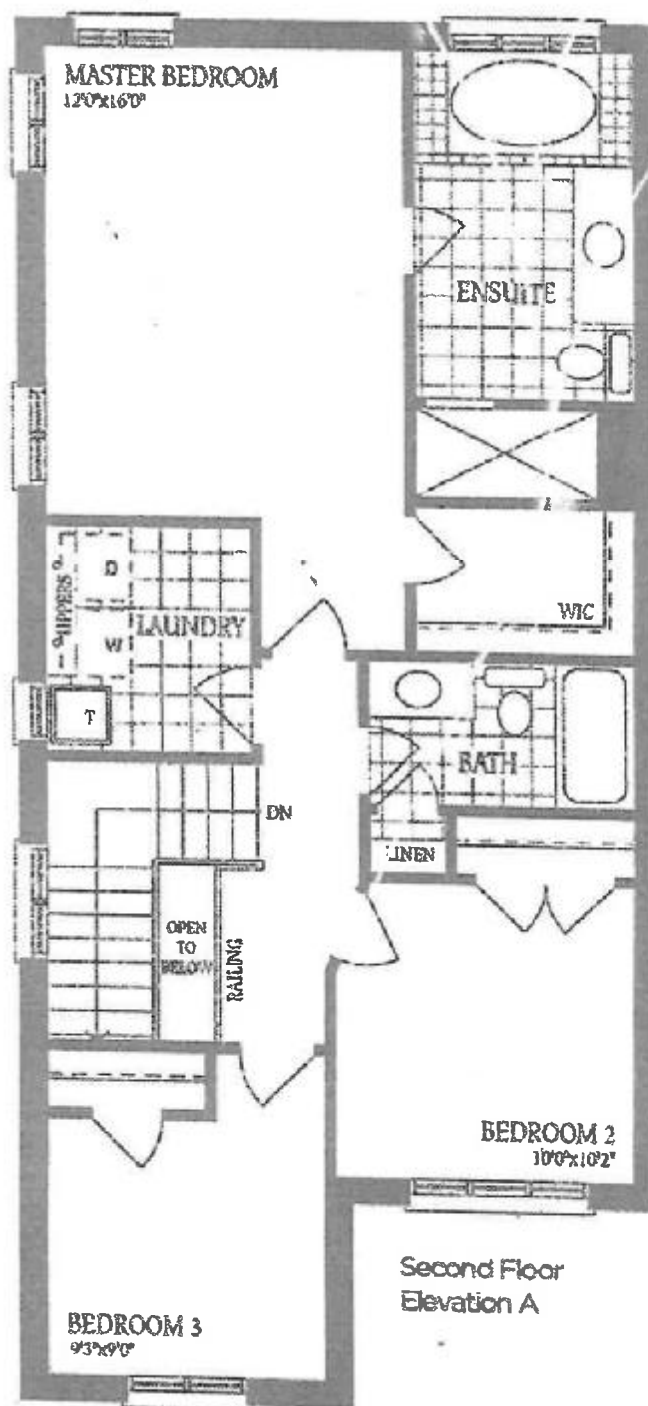 MASTER BEDROOM
12'0"x16'0"
ENSUITE
UPPERS
D
W
LAUNDRY
T
WIC
BATH
LINEN
DN
OPEN
TO
BELOW
RAILING
BEDROOM 2
10'0"x10'2"
BEDROOM 3
9'3"x9'0"
Second Floor
Elevation A